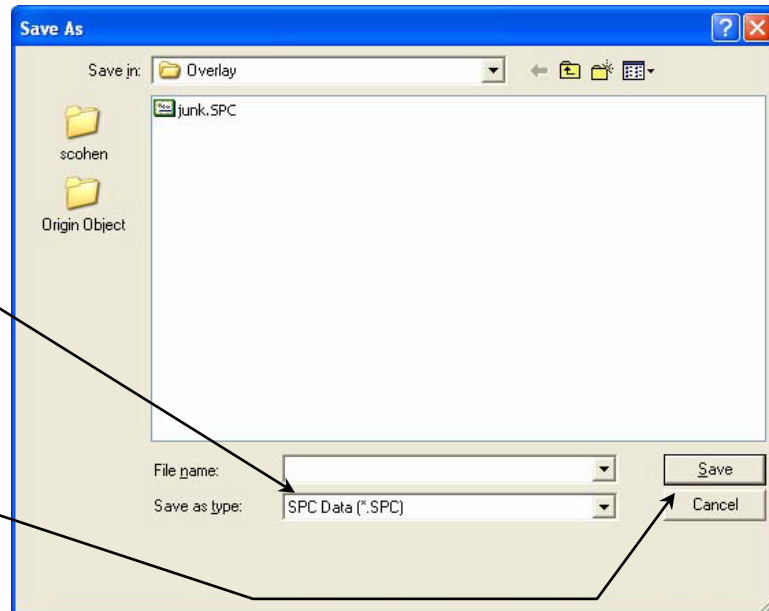 Save As
Save in: Overlay
junk.SPC
scohen
Origin Object
File name:
Save
Save as type: SPC Data (*.SPC)
Cancel